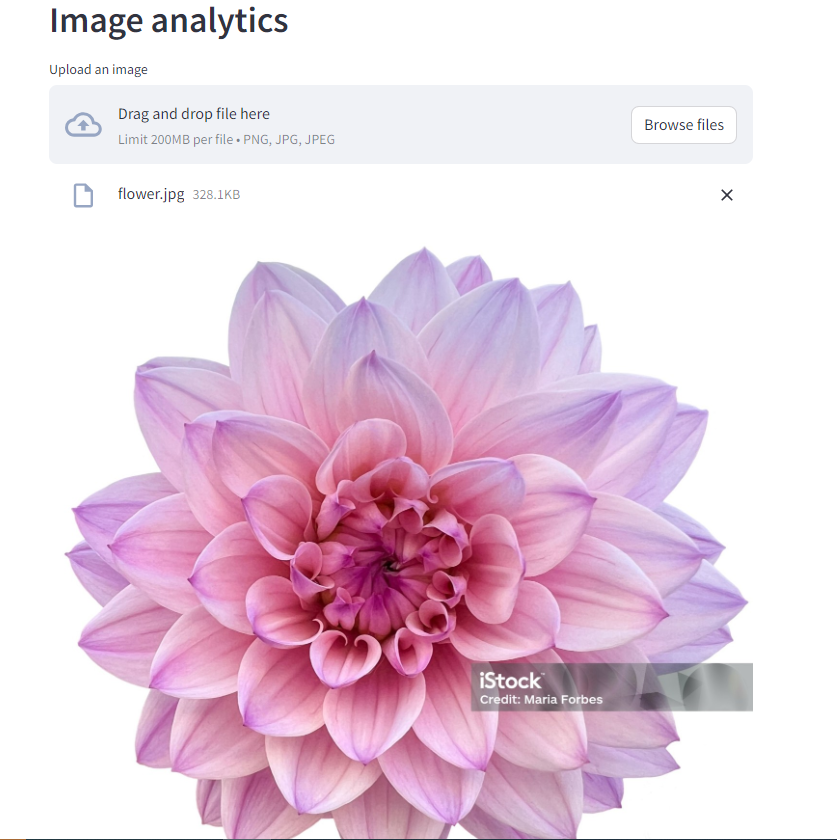 Image analytics
Upload an image
Drag and drop file here
Limit 200MB per file • PNG, JPG, JPEG
Browse files
flower.jpg 328.1KB
iStock™
Credit: Maria Forbes